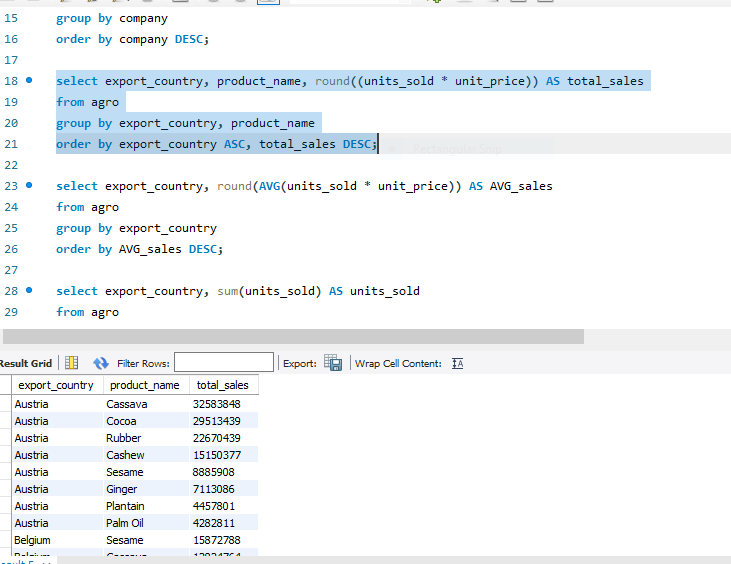 15 group by company
16 order by company DESC;
17
18 select export_country, product_name, round((units_sold * unit_price)) AS total_sales
19 from agro
20 group by export_country, product_name
21 order by export_country ASC, total_sales DESC;
22
23 select export_country, round(AVG(units_sold * unit_price)) AS AVG_sales
24 from agro
25 group by export_country
26 order by AVG_sales DESC;
27
28 select export_country, sum(units_sold) AS units_sold
29 from agro
Result Grid Filter Rows: Export: Wrap Cell Content:
export_country product_name total_sales
Austria Cassava 32583848
Austria Cocoa 29513439
Austria Rubber 22670439
Austria Cashew 15150377
Austria Sesame 8885908
Austria Ginger 7113086
Austria Plantain 4457801
Austria Palm Oil 4282811
Belgium Sesame 15872788